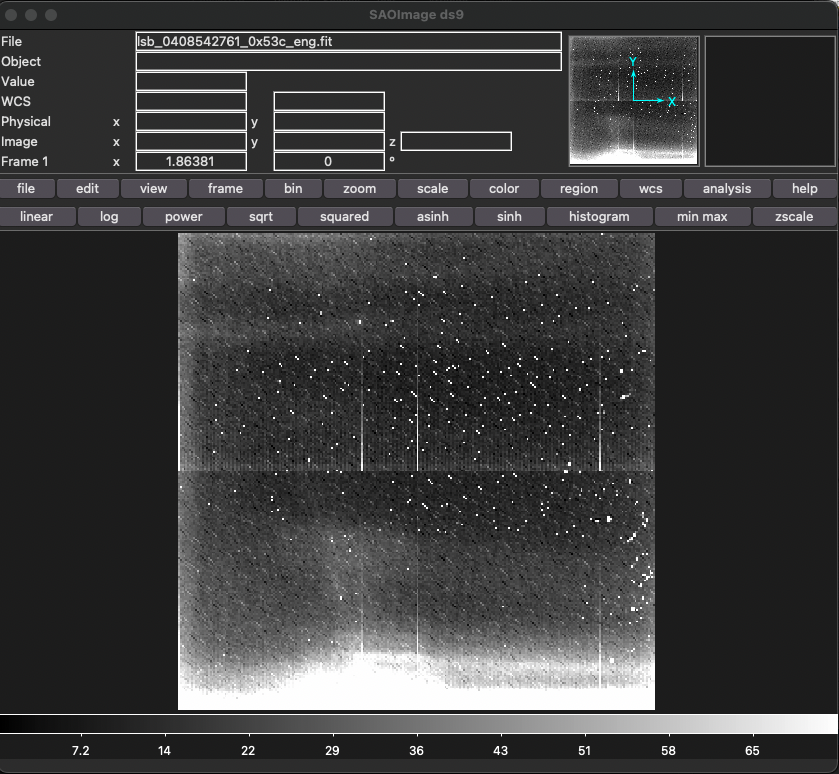 SAOImage ds9
File lsb_0408542761_0x53c_eng.fit
Object
Value
WCS
Physical x y
Image x y z
Frame 1 x 1.86381 0 °
Y
X
file edit view frame bin zoom scale color region wcs analysis help
linear log power sqrt squared asinh sinh histogram min max zscale
7.2 14 22 29 36 43 51 58 65